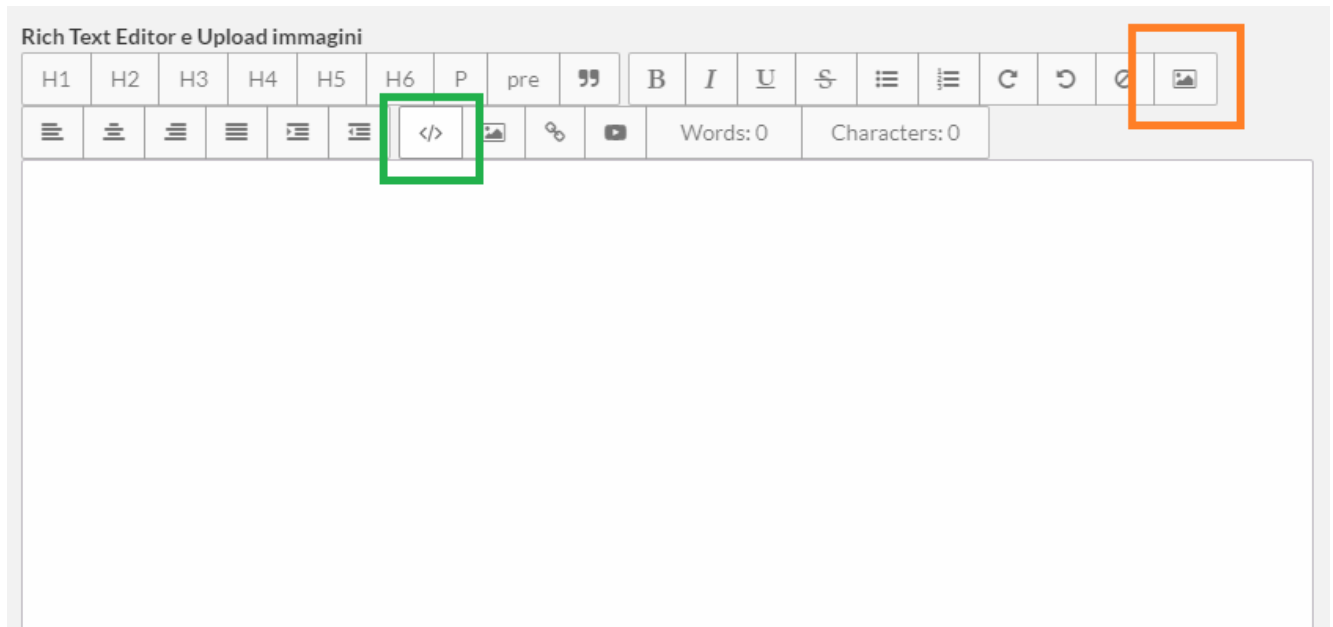 Rich Text Editor e Upload immagini
H1 H2 H3 H4 H5 H6 P pre ❞ B I U S
</> Words: 0 Characters: 0